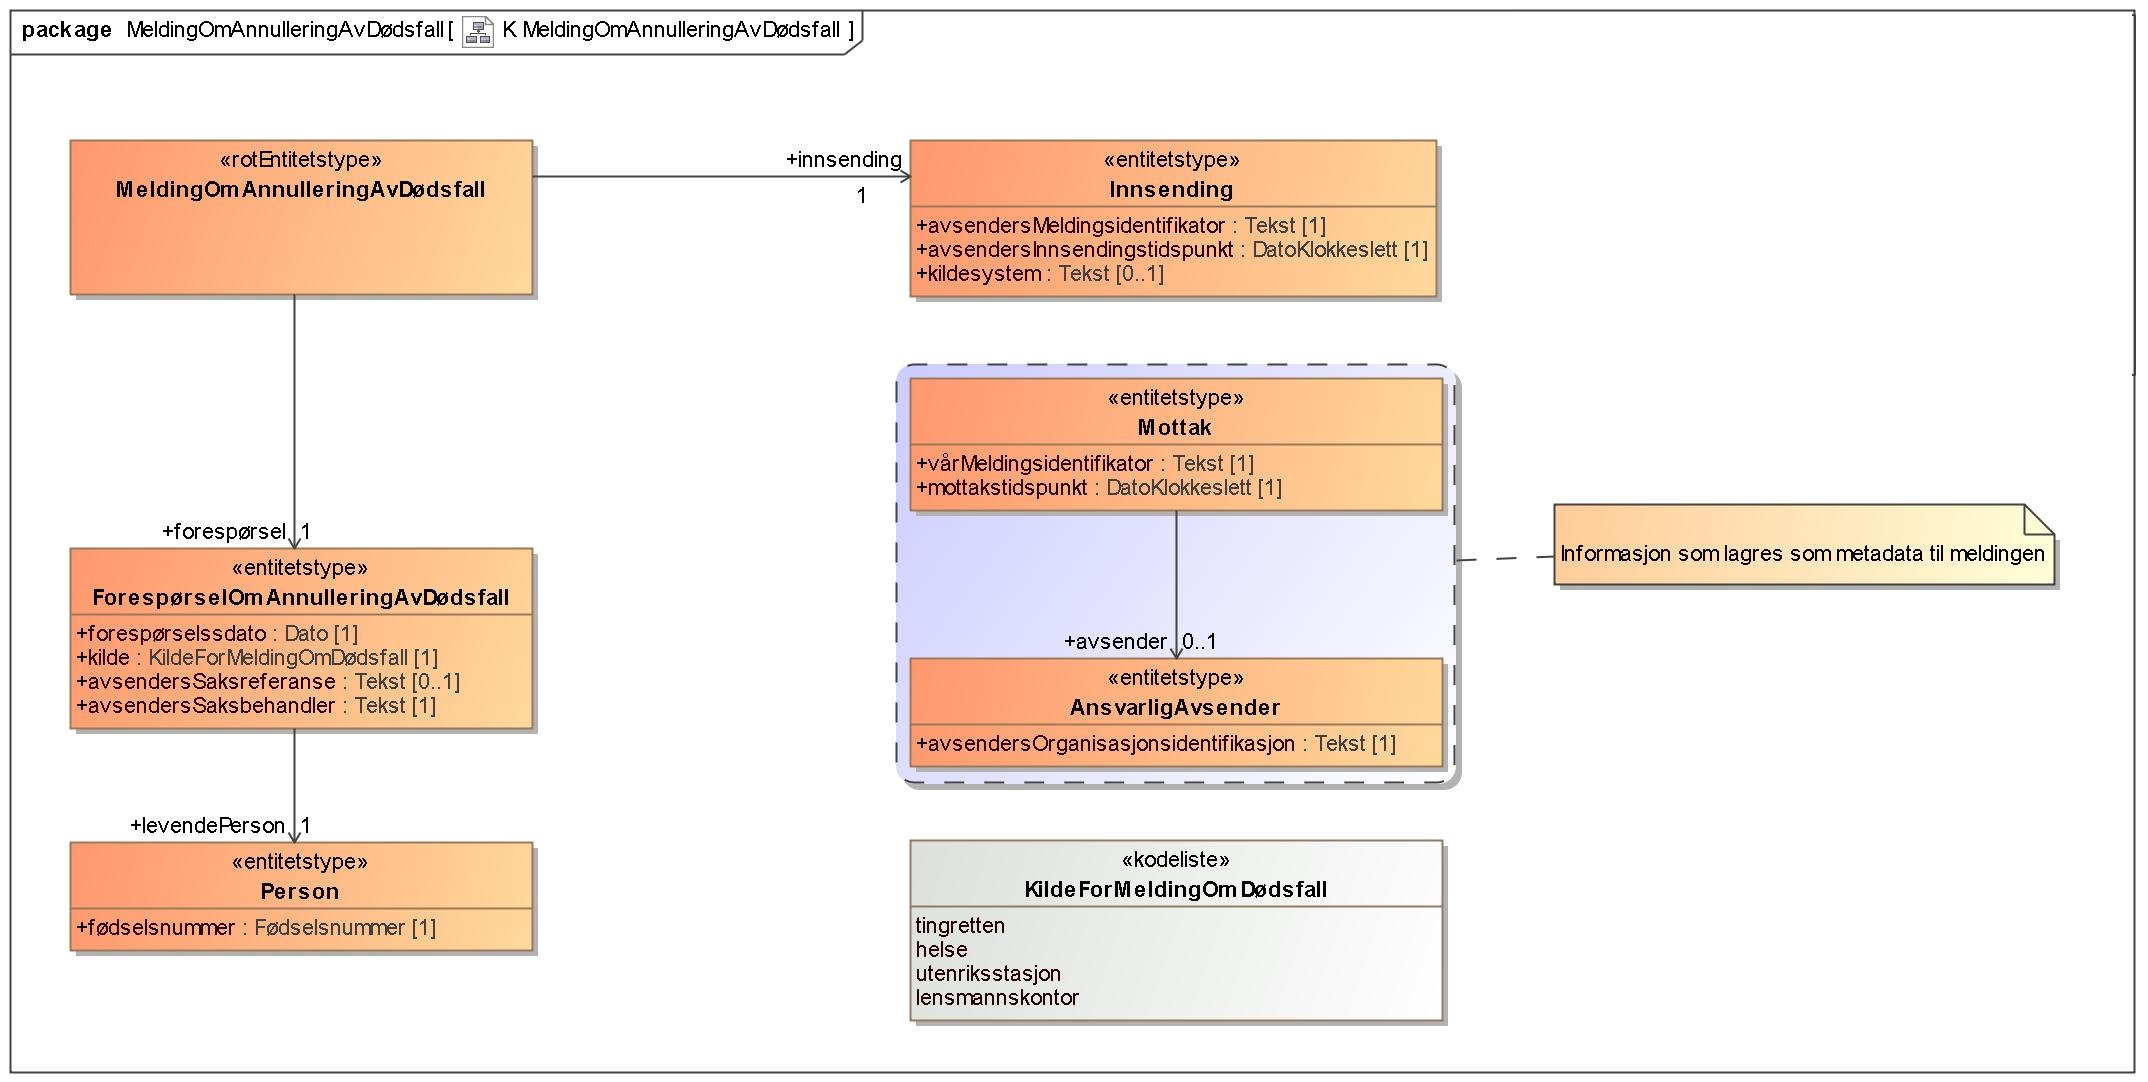 package MeldingOmAnnulleringAvDødsfall [ K MeldingOmAnnulleringAvDødsfall ]
«rotEntitetstype»
MeldingOmAnnulleringAvDødsfall
+innsending
1
«entitetstype»
Innsending
+avsendersMeldingsidentifikator : Tekst [1]
+avsendersInnsendingstidspunkt : DatoKlokkeslett [1]
+kildesystem : Tekst [0..1]
«entitetstype»
Mottak
+vårMeldingsidentifikator : Tekst [1]
+mottakstidspunkt : DatoKlokkeslett [1]
Informasjon som lagres som metadata til meldingen
+avsender 0..1
«entitetstype»
AnsvarligAvsender
+avsendersOrganisasjonsidentifikasjon : Tekst [1]
+forespørsel 1
«entitetstype»
ForespørselOmAnnulleringAvDødsfall
+forespørselssdato : Dato [1]
+kilde : KildeForMeldingOmDødsfall [1]
+avsendersSaksreferanse : Tekst [0..1]
+avsendersSaksbehandler : Tekst [1]
+levendePerson 1
«entitetstype»
Person
+fødselsnummer : Fødselsnummer [1]
«kodeliste»
KildeForMeldingOmDødsfall
tingretten
helse
utenriksstasjon
lensmannskontor